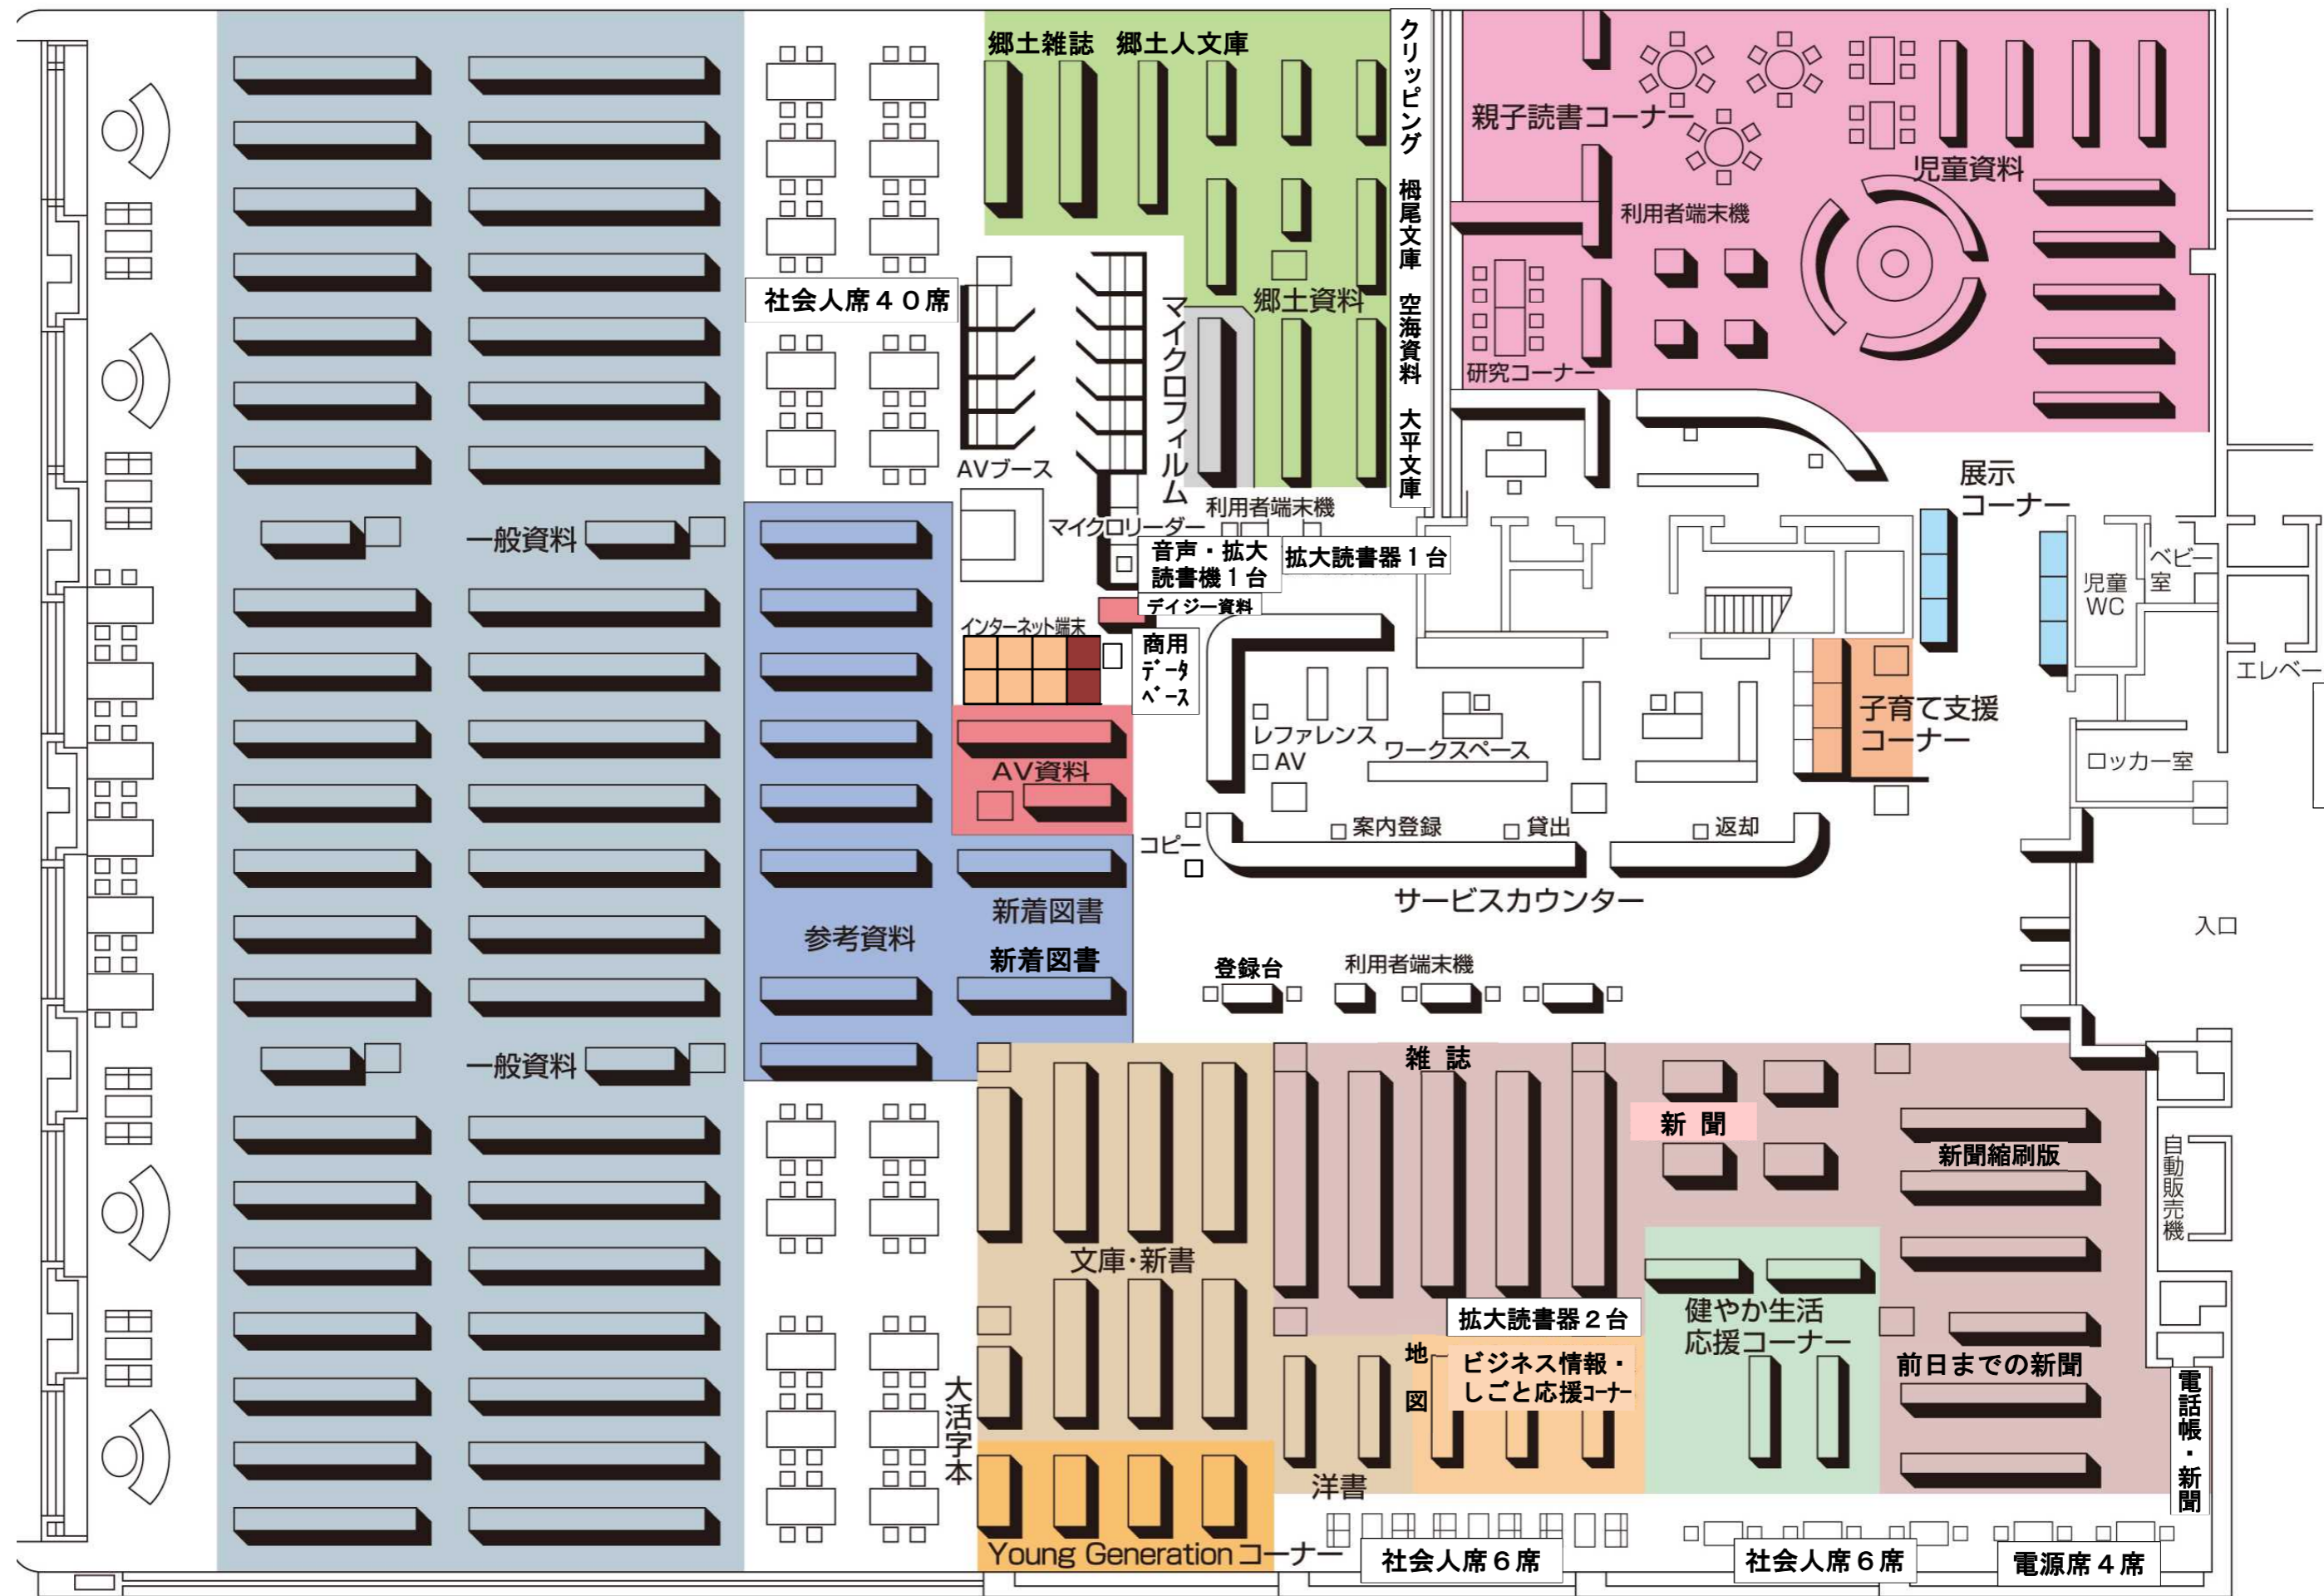 郷土雑誌 郷土人文庫
クリッピング 栂尾文庫 空海資料 大平文庫
親子読書コーナー
児童資料
利用者端末機
研究コーナー
社会人席４０席
郷土資料
マイクロフィルム
AVブース
利用者端末機
マイクロリーダー
音声・拡大
読書機１台
拡大読書器１台
デイジー資料
一般資料
インターネット端末
商用
データ
ベース
AV資料
レファレンス
AV
ワークスペース
展示
コーナー
児童
WC
ベビー
室
エレベー
子育て支援
コーナー
ロッカー室
コピー
案内登録
貸出
返却
サービスカウンター
入口
新着図書
参考資料
新着図書
登録台
利用者端末機
一般資料
雑 誌
新 聞
新聞縮刷版
自動販売機
文庫・新書
拡大読書器２台
健やか生活
応援コーナー
地図
ビジネス情報・
しごと応援コーナー
前日までの新聞
電話帳・新聞
大活字本
洋書
Young Generation コーナー
社会人席６席
社会人席６席
電源席４席